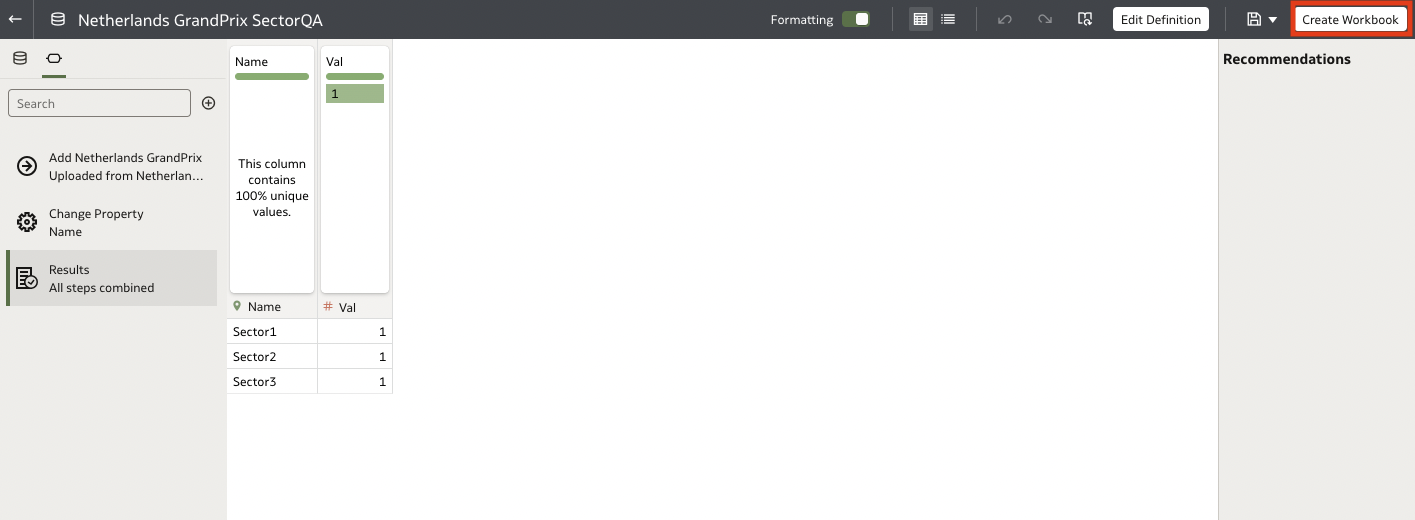 Netherlands GrandPrix SectorQA
Formatting
Edit Definition
Create Workbook
Search
Add Netherlands GrandPrix
Uploaded from Netherlan...
Change Property
Name
Results
All steps combined
Name
This column
contains
100% unique
values.
Val
1
Name # Val
Sector1 1
Sector2 1
Sector3 1
Recommendations